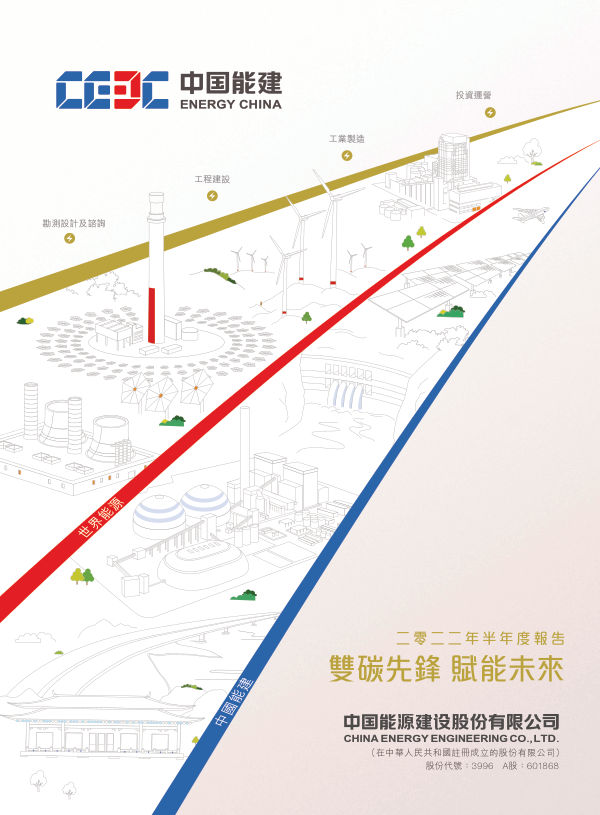 CEEC 中国能建
ENERGY CHINA
投資運營
工業製造
工程建設
勘測設計及諮詢
世界能源
中國能建
二零二二年半年度報告
雙碳先鋒 賦能未來
中国能源建设股份有限公司
CHINA ENERGY ENGINEERING CO., LTD.
（在中華人民共和國註冊成立的股份有限公司）
股份代號：3996 A股：601868